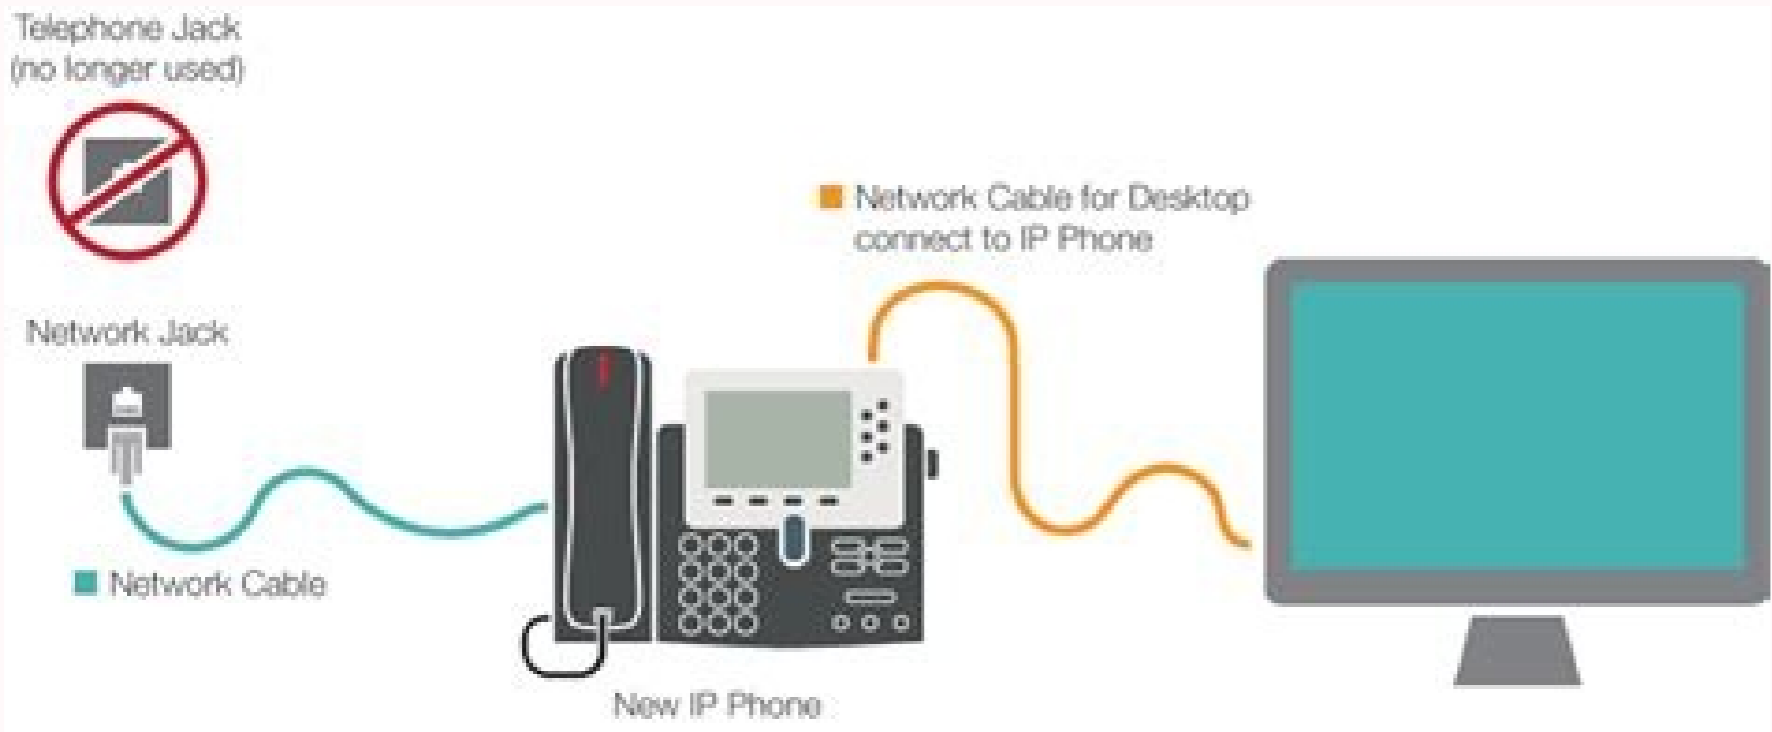 Telephone Jack
(no longer used)
Network Jack
Network Cable
New IP Phone
Network Cable for Desktop
connect to IP Phone